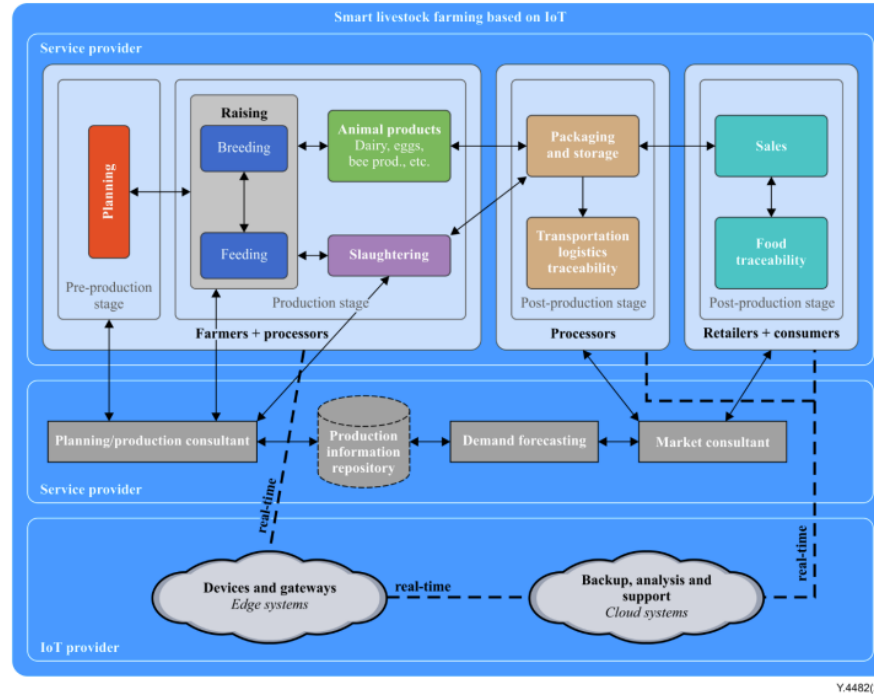 Smart livestock farming based on IoT
Service provider
Planning
Pre-production
stage
Raising
Breeding
Feeding
Animal products
Dairy, eggs,
bee prod., etc.
Slaughtering
Production stage
Farmers + processors
Packaging
and storage
Transportation
logistics
traceability
Post-production stage
Processors
Sales
Food
traceability
Post-production stage
Retailers + consumers
Planning/production consultant
Production
information
repository
Demand forecasting
Market consultant
Service provider
real-time
Devices and gateways
Edge systems
real-time
Backup, analysis and
support
Cloud systems
real-time
IoT provider
Y.4482(